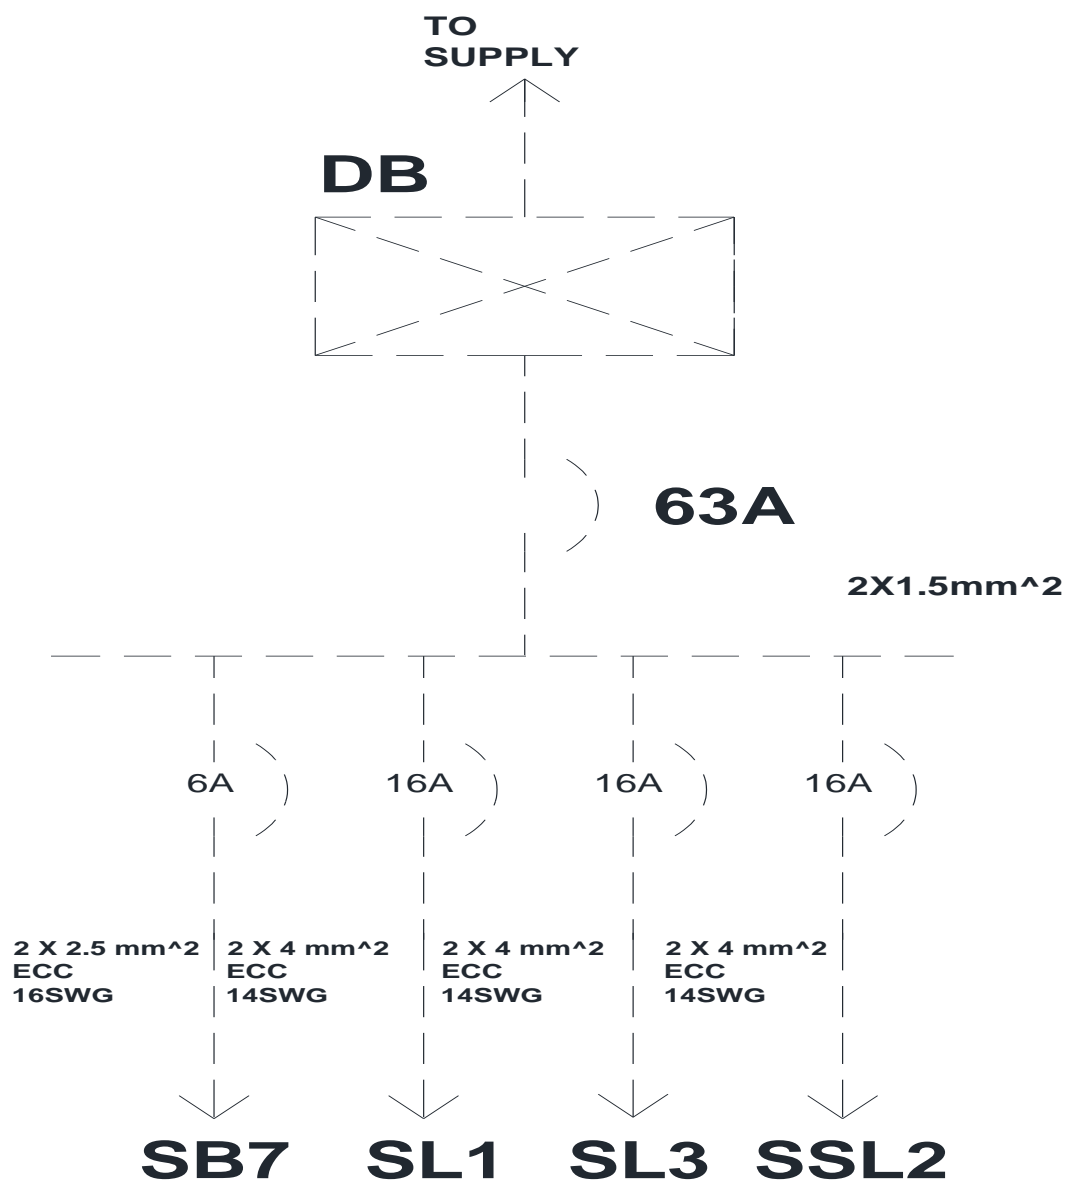 TO
SUPPLY
DB
63A
2X1.5mm^2
6A
16A
16A
16A
2 X 2.5 mm^2
ECC
16SWG
2 X 4 mm^2
ECC
14SWG
2 X 4 mm^2
ECC
14SWG
2 X 4 mm^2
ECC
14SWG
SB7
SL1
SL3
SSL2